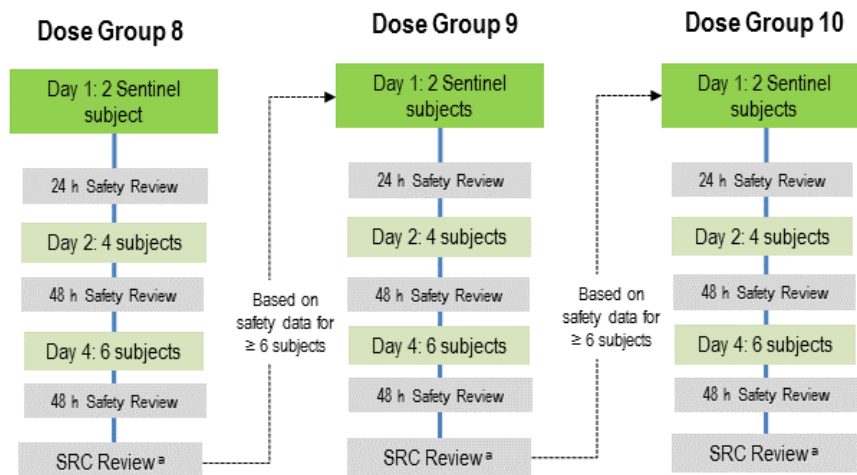 Dose Group 8
Day 1: 2 Sentinel
subject
24 h Safety Review
Day 2: 4 subjects
48 h Safety Review
Day 4: 6 subjects
48 h Safety Review
SRC Review ª
Based on
safety data for
≥ 6 subjects
Dose Group 9
Day 1: 2 Sentinel
subjects
24 h Safety Review
Day 2: 4 subjects
48 h Safety Review
Day 4: 6 subjects
48 h Safety Review
SRC Review ª
Based on
safety data for
≥ 6 subjects
Dose Group 10
Day 1: 2 Sentinel
subjects
24 h Safety Review
Day 2: 4 subjects
48 h Safety Review
Day 4: 6 subjects
48 h Safety Review
SRC Review ª